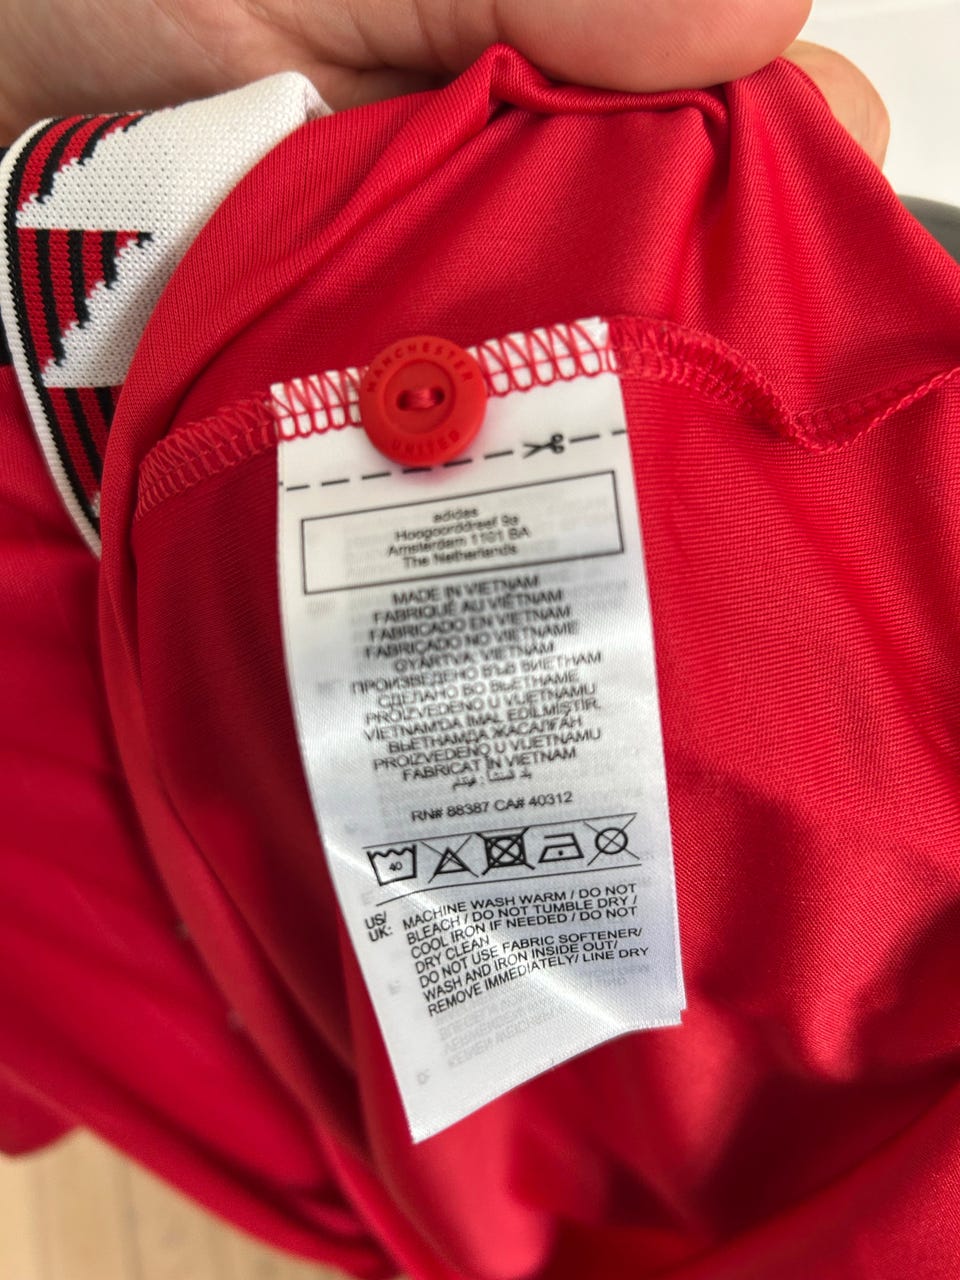 MANCHESTER
UNITED
adidas
Hoogoorddreef 9a
Amsterdam 1101 BA
The Netherlands
MADE IN VIETNAM
FABRIQUÉ AU VIÊTNAM
FABRICADO EN VIETNAM
FABRICADO NO VIETNAME
GYÁRTVA: VIETNAM
ПРОИЗВЕДЕНО ВЪВ ВИЕТНАМ
СДЕЛАНО ВО ВЬЕТНАМЕ
PROIZVEDENO U VIJETNAMU
VIETNAM'DA İMAL EDİLMİŞTİR.
ВЬЕТНАМДА ЖАСАЛҒАН
PROIZVEDENO U VIJETNAMU
FABRICAT ÎN VIETNAM
RN# 88387 CA# 40312
40
US/
UK:
MACHINE WASH WARM / DO NOT
BLEACH / DO NOT TUMBLE DRY /
COOL IRON IF NEEDED / DO NOT
DRY CLEAN
DO NOT USE FABRIC SOFTENER/
WASH AND IRON INSIDE OUT/
REMOVE IMMEDIATELY/ LINE DRY